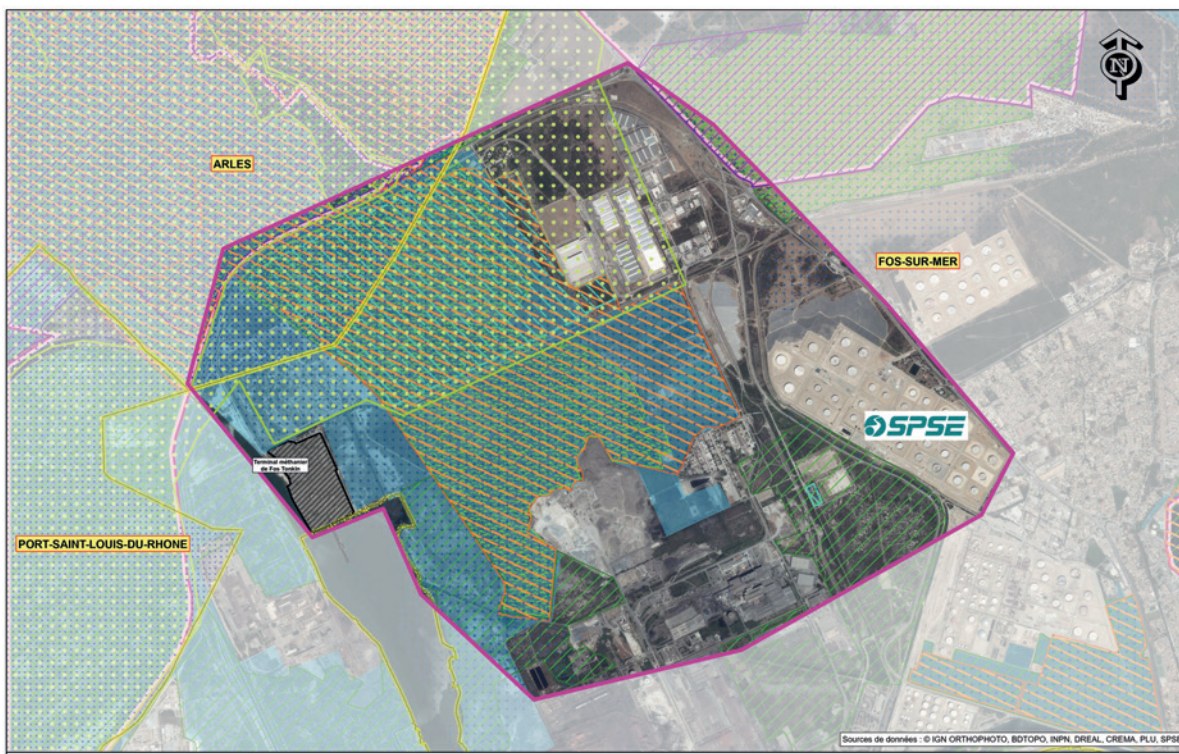 N
ARLES
FOS-SUR-MER
SPSE
Terminal méthanier
de Fos Tonkin
PORT-SAINT-LOUIS-DU-RHONE
Sources de données : © IGN ORTHOPHOTO, BDTOPO, INPN, DREAL, CREMA, PLU, SPSE